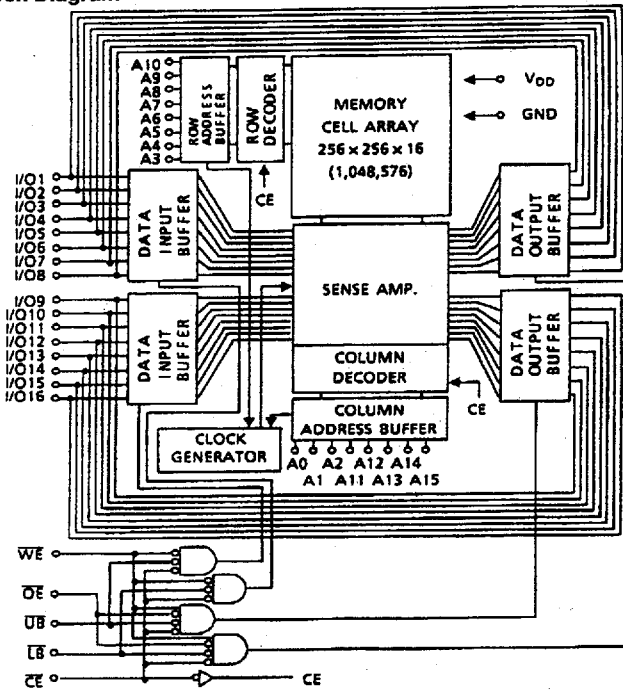 A10
A9
A8
A7
A6
A5
A4
A3
ROW
ADDRESS
BUFFER
ROW
DECODER
CE
MEMORY
CELL ARRAY
256 x 256 x 16
(1,048,576)
VDD
GND
I/O1
I/O2
I/O3
I/O4
I/O5
I/O6
I/O7
I/O8
DATA
INPUT
BUFFER
SENSE AMP.
DATA
OUTPUT
BUFFER
I/O9
I/O10
I/O11
I/O12
I/O13
I/O14
I/O15
I/O16
DATA
INPUT
BUFFER
DATA
OUTPUT
BUFFER
COLUMN
DECODER
CE
COLUMN
ADDRESS BUFFER
CLOCK
GENERATOR
A0 A2 A12 A14
A1 A11 A13 A15
WE
OE
UB
LB
CE
CE